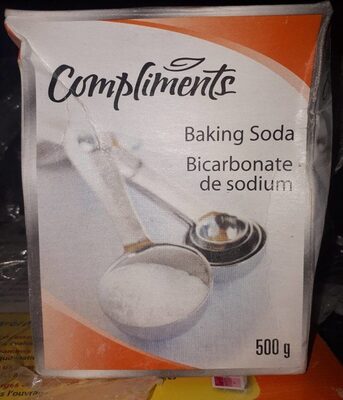 Compliments
Baking Soda
Bicarbonate
de sodium
500 g